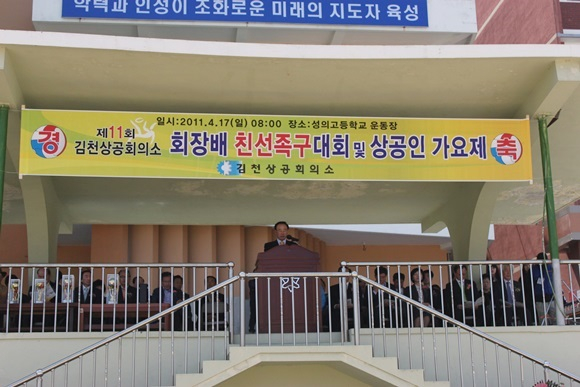 학력과 인성이 조화로운 미래의 지도자 육성
일시:2011.4.17(일) 08:00 장소:성의고등학교 운동장
경
제11회
김천상공회의소
회장배 친선족구대회 및 상공인 가요제
축
김천상공회의소